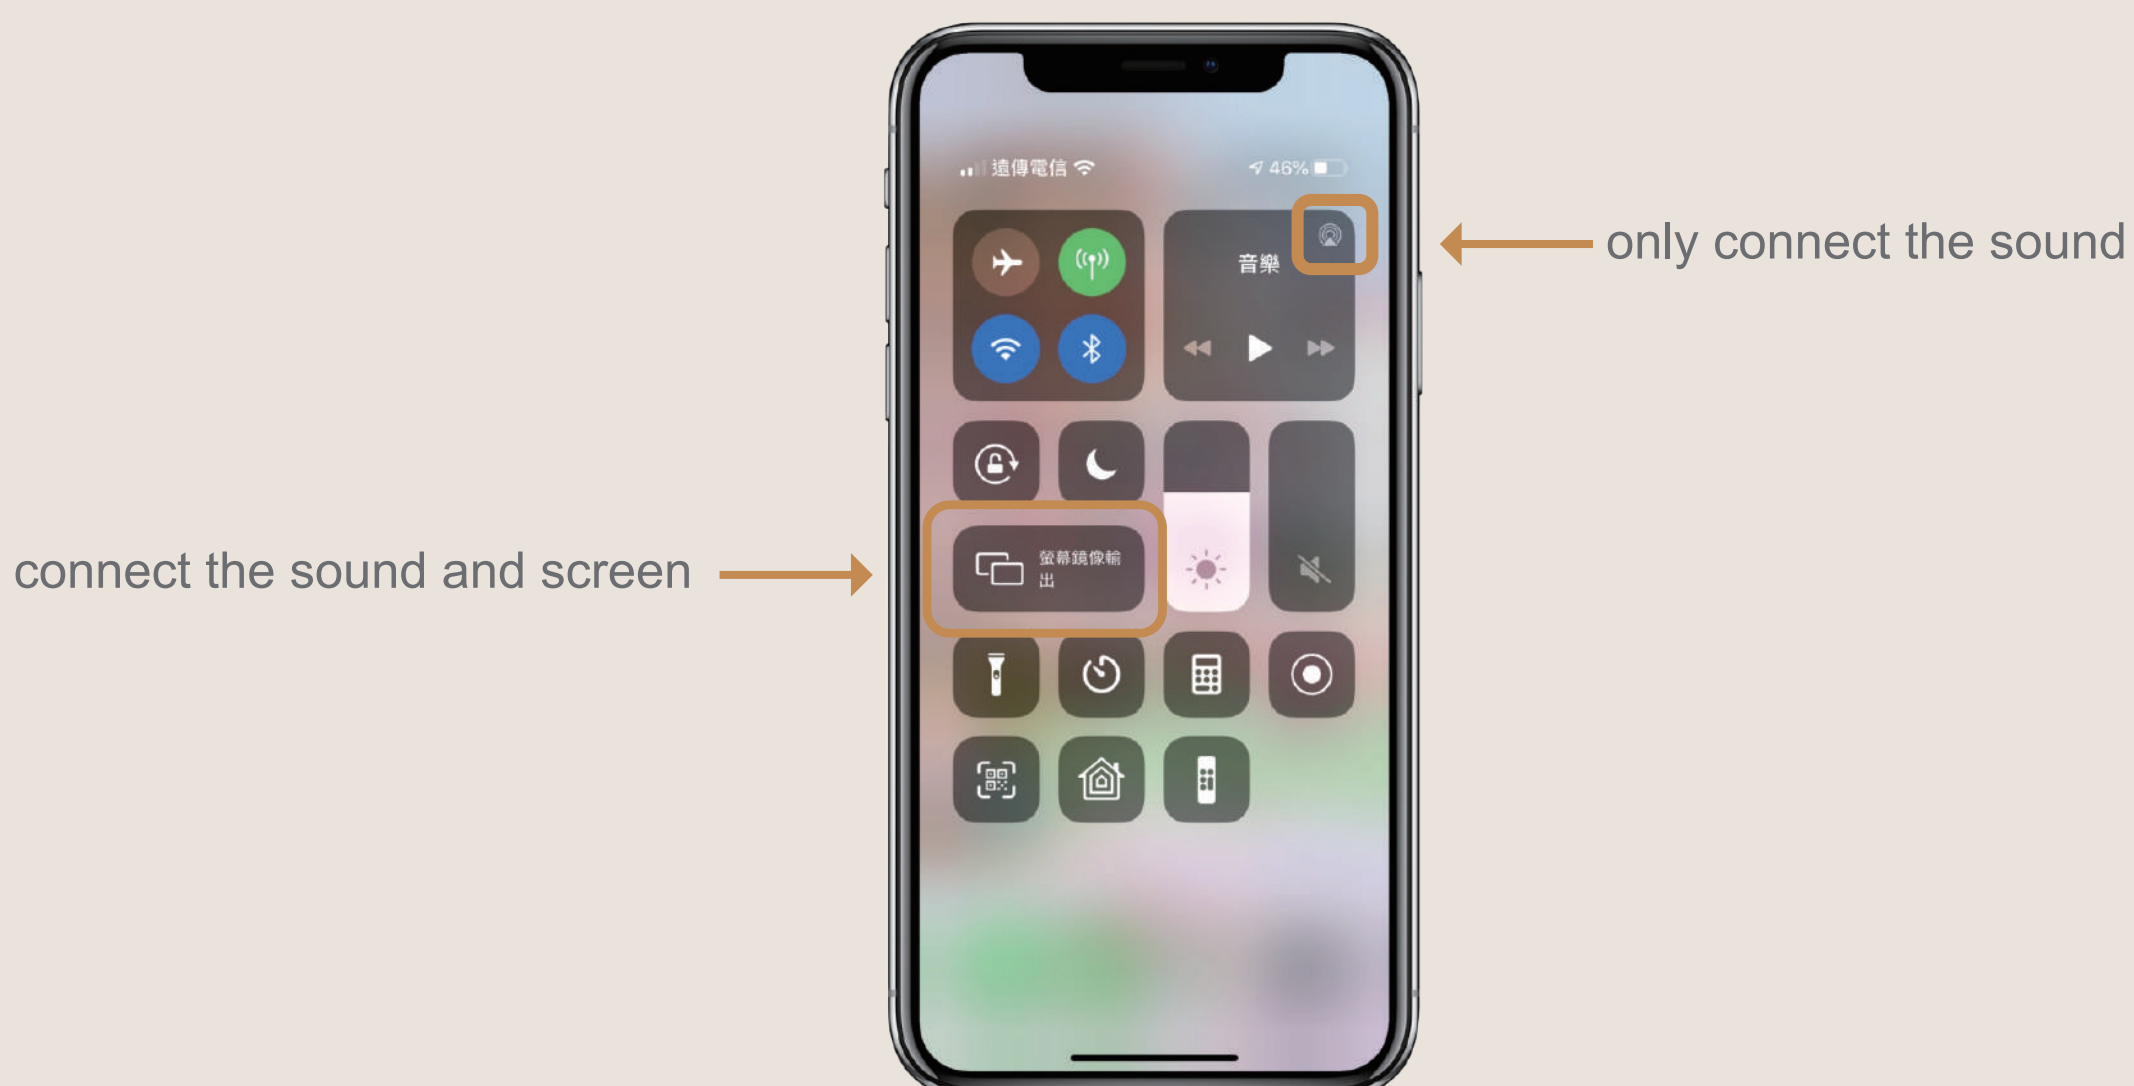 遠傳電信
46%
音樂
only connect the sound
connect the sound and screen
螢幕鏡像輸
出